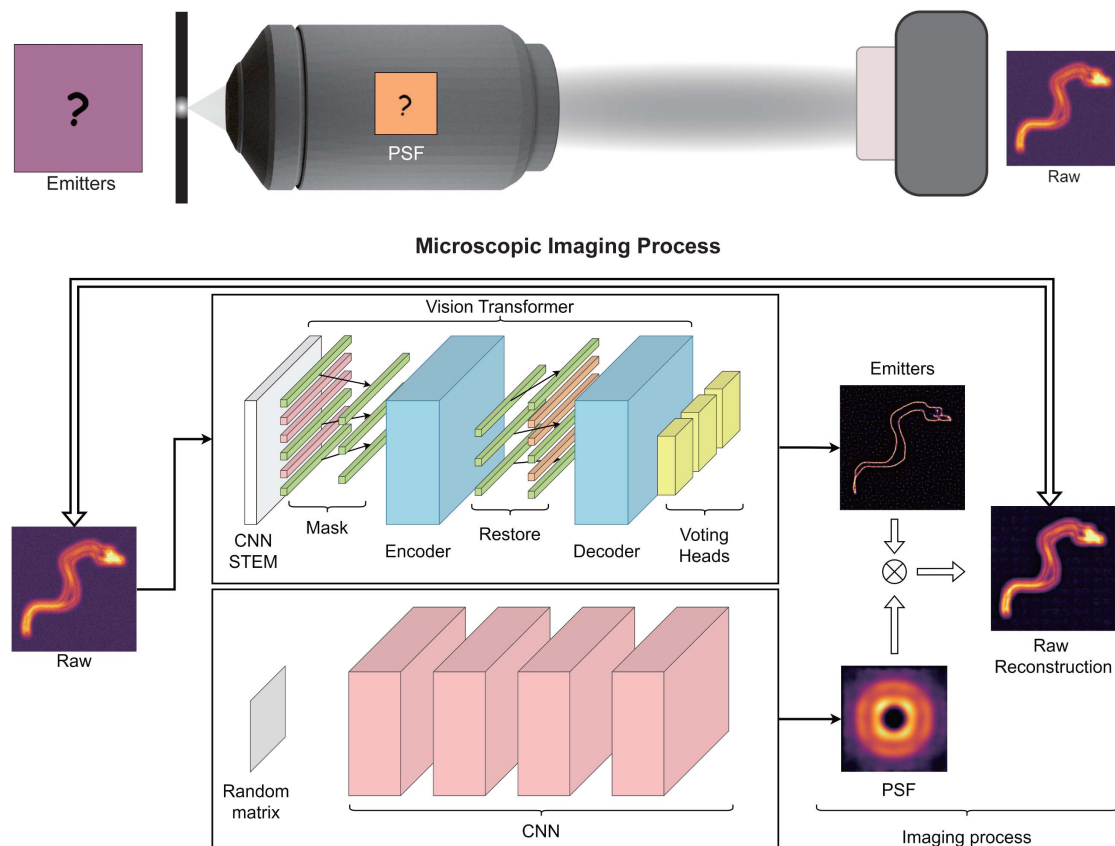 ?
Emitters
?
PSF
Raw
Microscopic Imaging Process
Vision Transformer
CNN
STEM
Mask
Encoder
Restore
Decoder
Voting
Heads
Emitters
Raw
Raw
Reconstruction
Random
matrix
CNN
PSF
Imaging process